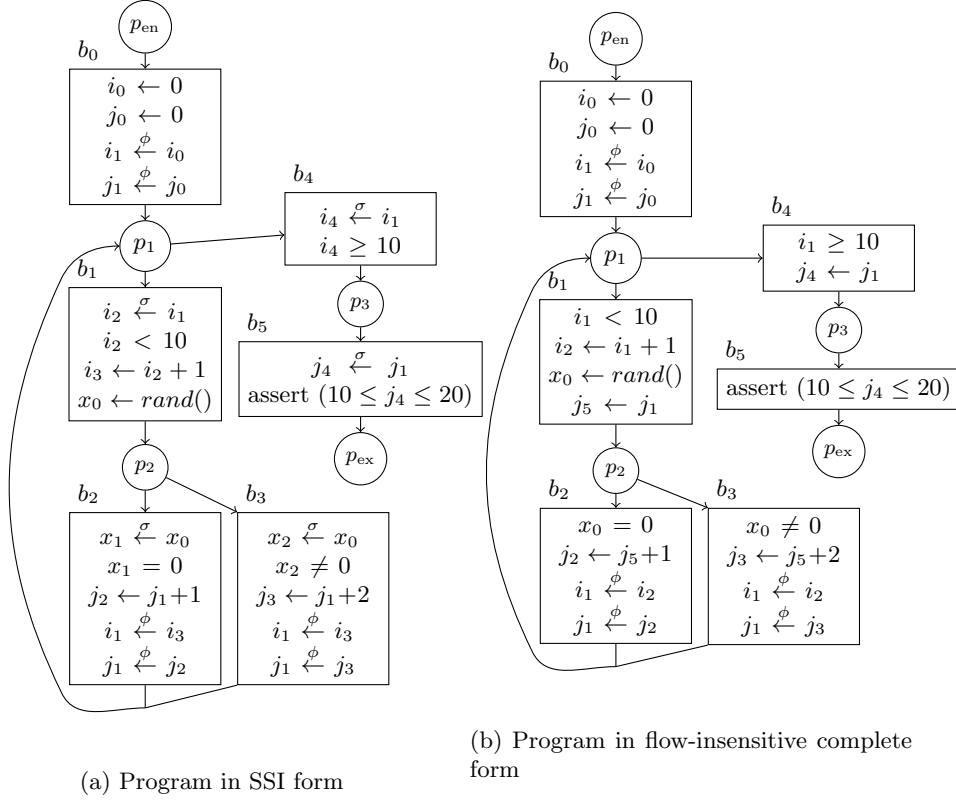 p_en
b_0
i_0 ← 0
j_0 ← 0
i_1 ←^ϕ i_0
j_1 ←^ϕ j_0
p_1
b_4
i_4 ←^σ i_1
i_4 ≥ 10
b_1
i_2 ←^σ i_1
i_2 < 10
i_3 ← i_2 + 1
x_0 ← rand()
p_3
b_5
j_4 ←^σ j_1
assert (10 ≤ j_4 ≤ 20)
p_ex
p_2
b_2
x_1 ←^σ x_0
x_1 = 0
j_2 ← j_1+1
i_1 ←^ϕ i_3
j_1 ←^ϕ j_2
b_3
x_2 ←^σ x_0
x_2 ≠ 0
j_3 ← j_1+2
i_1 ←^ϕ i_3
j_1 ←^ϕ j_3
(a) Program in SSI form
p_en
b_0
i_0 ← 0
j_0 ← 0
i_1 ←^ϕ i_0
j_1 ←^ϕ j_0
p_1
b_4
i_1 ≥ 10
j_4 ← j_1
b_1
i_1 < 10
i_2 ← i_1 + 1
x_0 ← rand()
j_5 ← j_1
p_3
b_5
assert (10 ≤ j_4 ≤ 20)
p_ex
p_2
b_2
x_0 = 0
j_2 ← j_5+1
i_1 ←^ϕ i_2
j_1 ←^ϕ j_2
b_3
x_0 ≠ 0
j_3 ← j_5+2
i_1 ←^ϕ i_2
j_1 ←^ϕ j_3
(b) Program in flow-insensitive complete
form